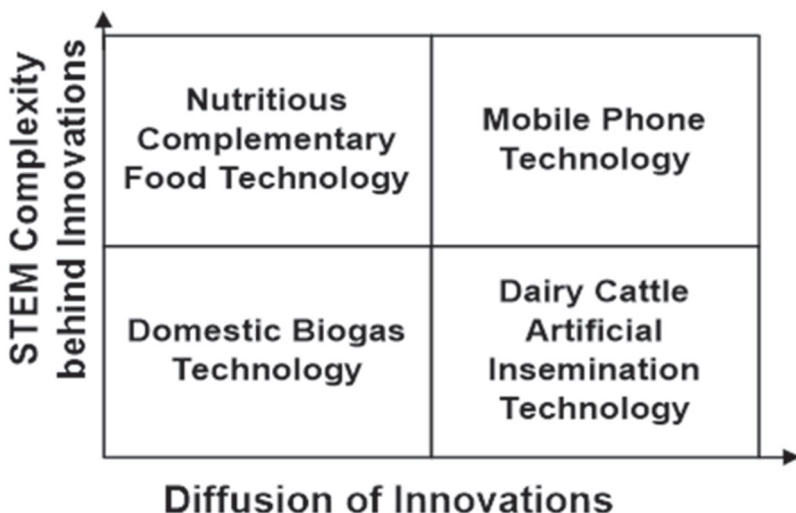 STEM Complexity
behind Innovations
Nutritious
Complementary
Food Technology
Mobile Phone
Technology
Domestic Biogas
Technology
Dairy Cattle
Artificial
Insemination
Technology
Diffusion of Innovations